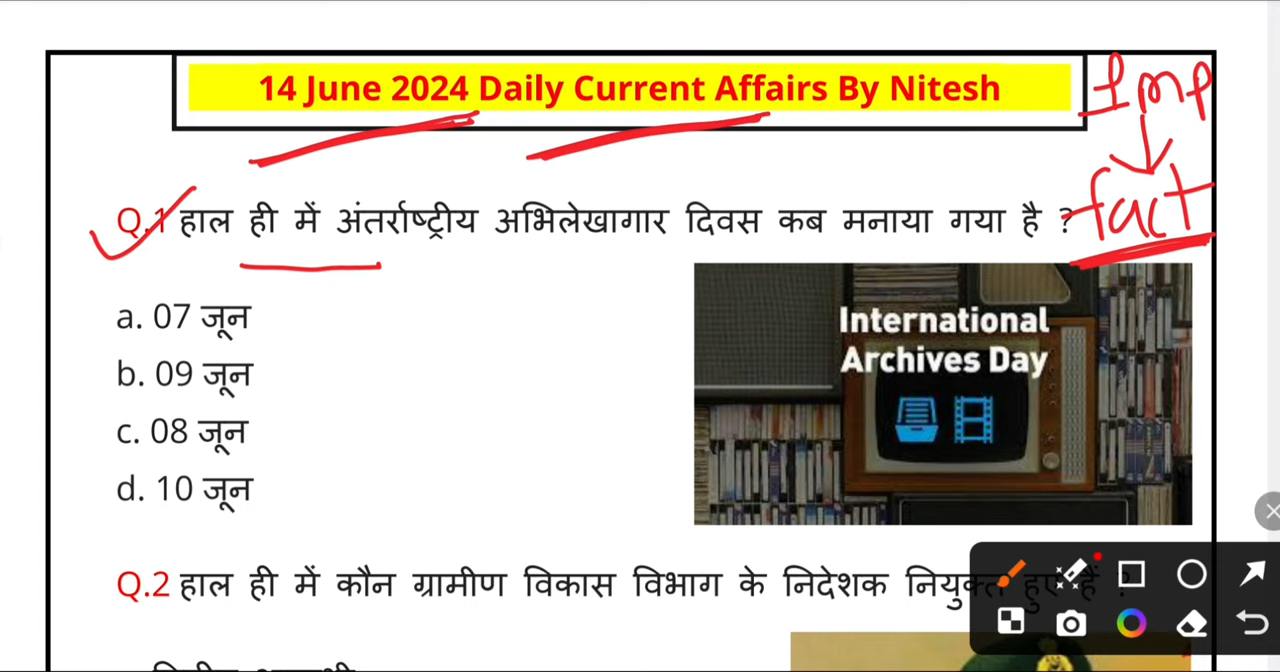 14 June 2024 Daily Current Affairs By Nitesh
Imp
fact
Q.1 हाल ही में अंतर्राष्ट्रीय अभिलेखागार दिवस कब मनाया गया है ?
International
Archives Day
a. 07 जून
b. 09 जून
c. 08 जून
d. 10 जून
Q.2 हाल ही में कौन ग्रामीण विकास विभाग के निदेशक नियुक्त हुए हैं ?